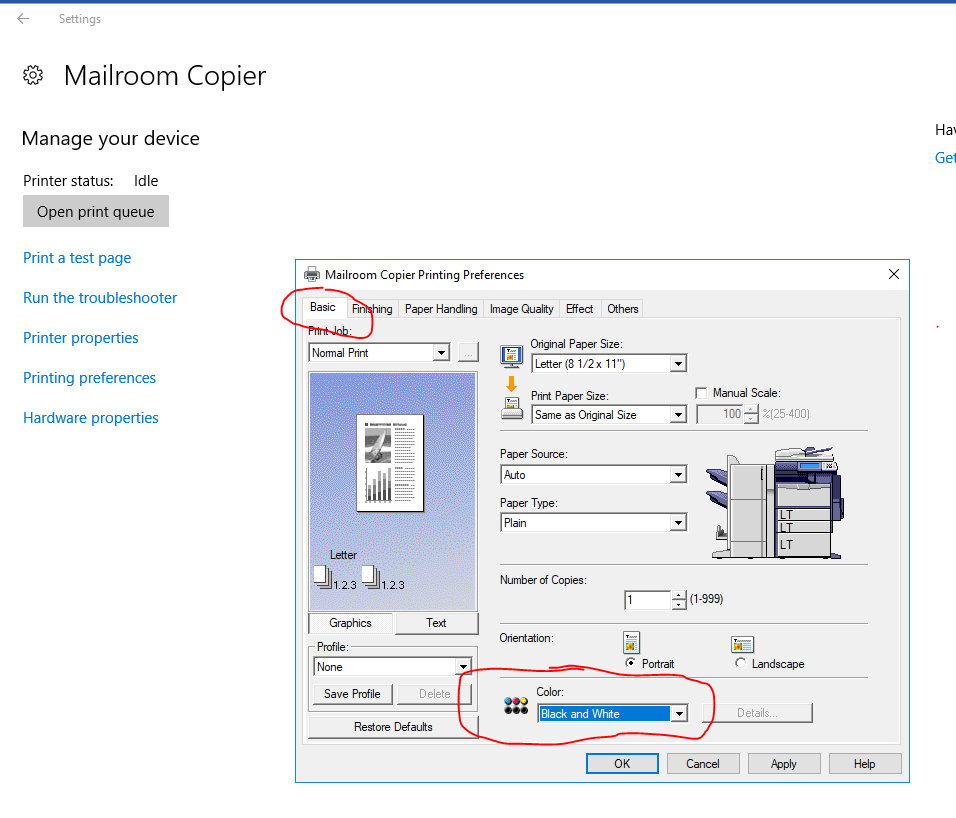 Settings
Mailroom Copier
Manage your device
Hav
Get
Printer status: Idle
Open print queue
Print a test page
Run the troubleshooter
Printer properties
Printing preferences
Hardware properties
Mailroom Copier Printing Preferences
Basic Finishing Paper Handling Image Quality Effect Others
Print Job:
Normal Print
...
Letter
1.2.3 1.2.3
Graphics Text
Profile:
None
Save Profile Delete
Restore Defaults
Original Paper Size:
Letter (8 1/2 x 11")
Print Paper Size:
Same as Original Size
Manual Scale:
100 %(25-400)
Paper Source:
Auto
Paper Type:
Plain
LT
LT
LT
Number of Copies:
1 (1-999)
Orientation:
Portrait Landscape
Color:
Black and White
Details...
OK Cancel Apply Help